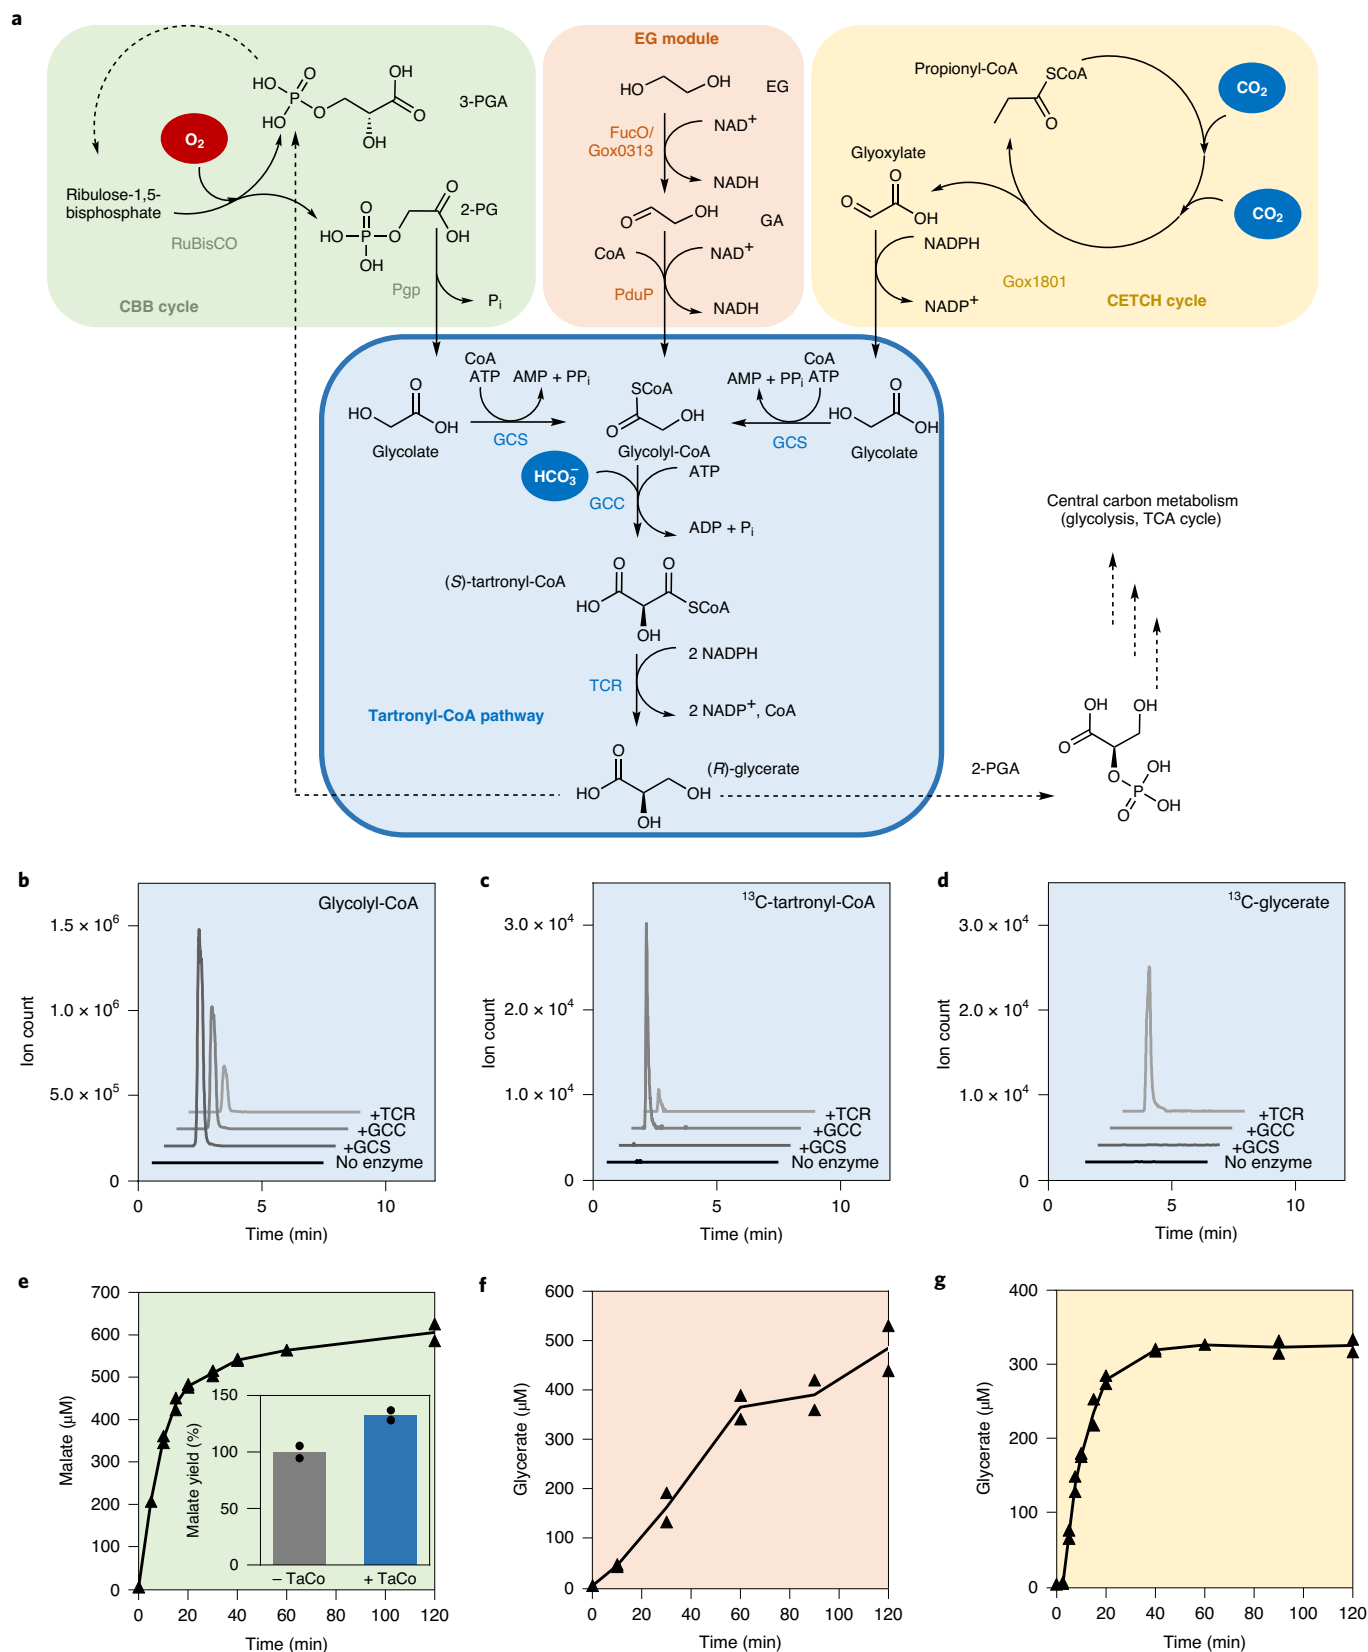 a
EG module
HO
P
O
HO
O
OH
O
OH
3-PGA
O₂
Ribulose-1,5-
bisphosphate
RuBisCO
O
HO
P
O
OH
O
OH
2-PG
Pgp
Pᵢ
CBB cycle
HO
OH
EG
FucO/
Gox0313
NAD⁺
NADH
O
OH
GA
CoA
NAD⁺
PduP
NADH
Propionyl-CoA
SCoA
O
CO₂
Glyoxylate
O
O
OH
CO₂
NADPH
Gox1801
NADP⁺
CETCH cycle
CoA
ATP
AMP + PPᵢ
SCoA
AMP + PPᵢ
CoA
ATP
HO
O
OH
GCS
O
OH
GCS
HO
O
OH
Glycolate
Glycolyl-CoA
Glycolate
HCO₃⁻
ATP
GCC
ADP + Pᵢ
Central carbon metabolism
(glycolysis, TCA cycle)
(S)-tartronyl-CoA
O
O
HO
SCoA
OH
2 NADPH
TCR
2 NADP⁺, CoA
Tartronyl-CoA pathway
O
HO
OH
OH
(R)-glycerate
2-PGA
OH
OH
O
O
P
OH
O
OH
b
Glycolyl-CoA
Ion count
1.5 × 10⁶
1.0 × 10⁶
5.0 × 10⁵
0
+TCR
+GCC
+GCS
No enzyme
0 5 10
Time (min)
c
¹³C-tartronyl-CoA
Ion count
3.0 × 10⁴
2.0 × 10⁴
1.0 × 10⁴
0
+TCR
+GCC
+GCS
No enzyme
0 5 10
Time (min)
d
¹³C-glycerate
Ion count
3.0 × 10⁴
2.0 × 10⁴
1.0 × 10⁴
0
+TCR
+GCC
+GCS
No enzyme
0 5 10
Time (min)
e
Malate (μM)
700
600
500
400
300
200
100
0
Malate yield (%)
150
100
50
0
– TaCo + TaCo
0 20 40 60 80 100 120
Time (min)
f
Glycerate (μM)
600
500
400
300
200
100
0
0 20 40 60 80 100 120
Time (min)
g
Glycerate (μM)
400
300
200
100
0
0 20 40 60 80 100 120
Time (min)